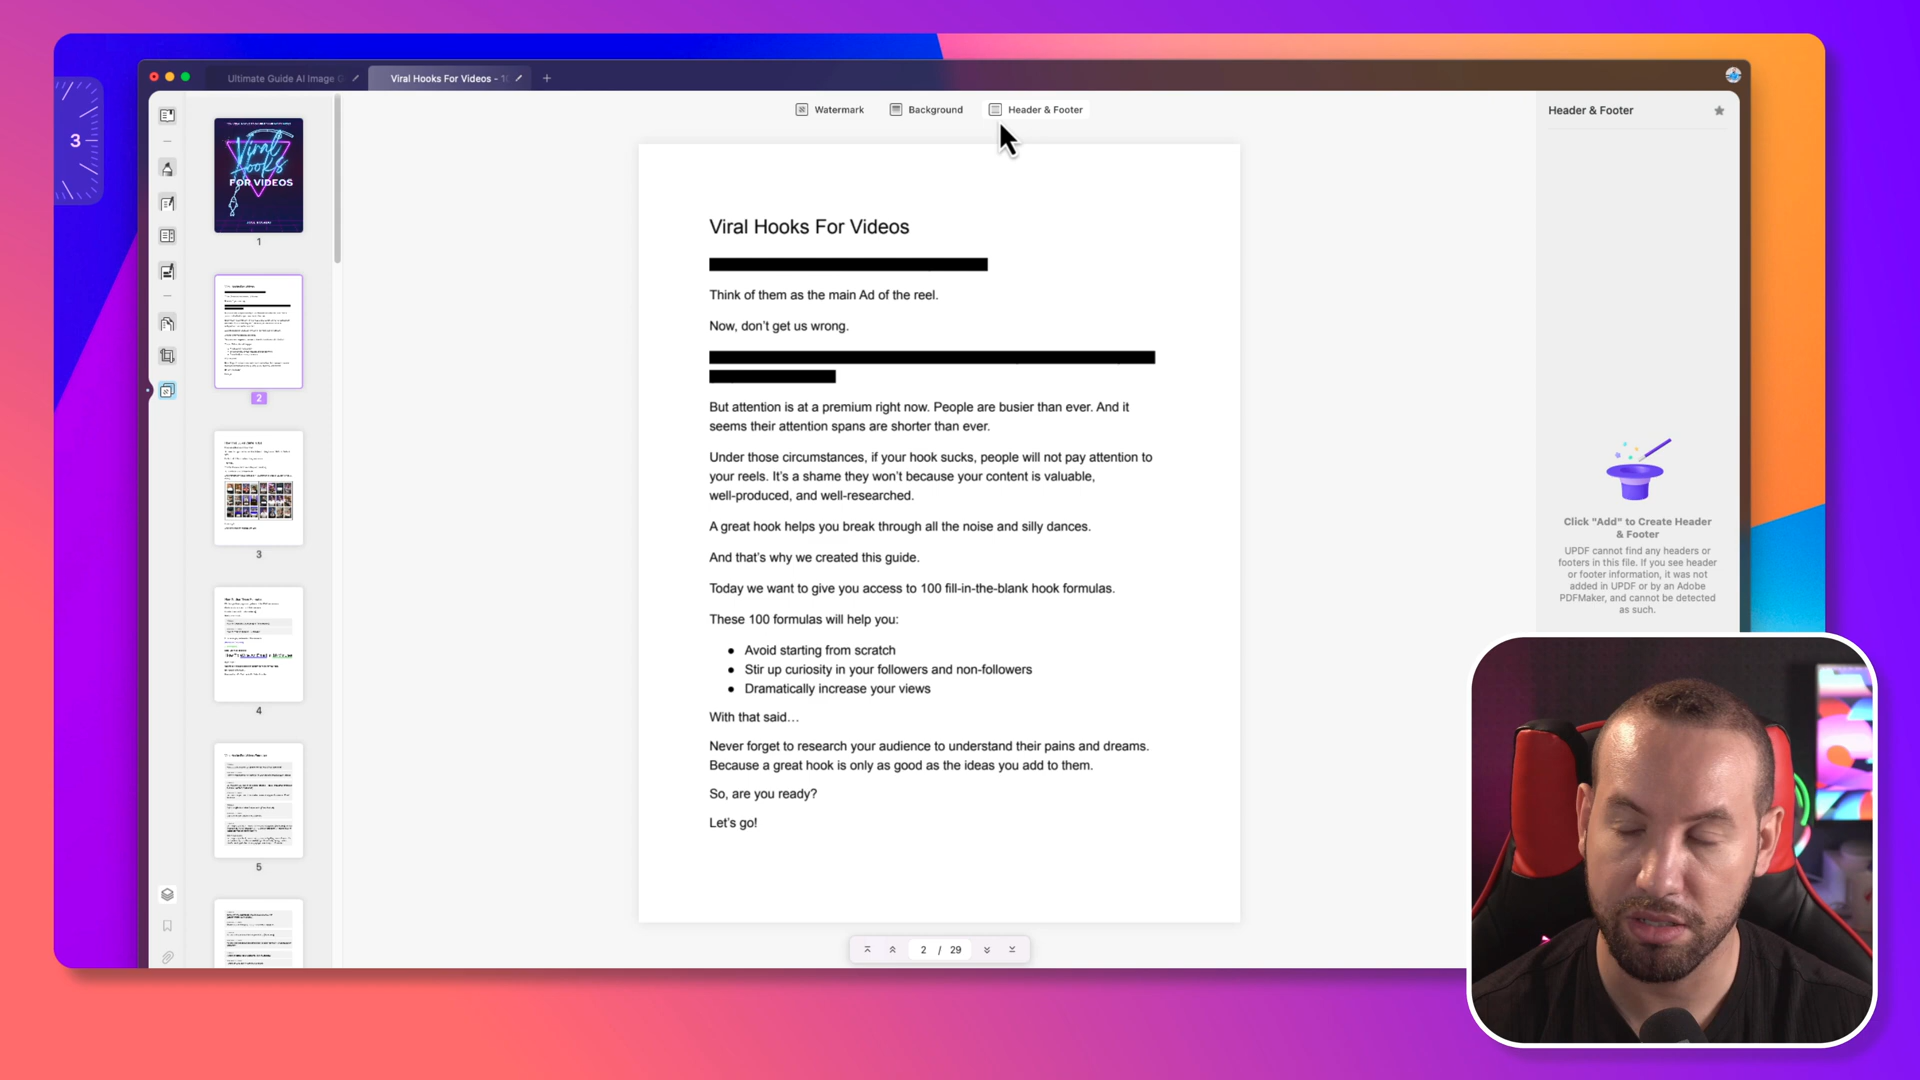 Ultimate Guide AI Image
Viral Hooks For Videos -
3
Watermark
Background
Header & Footer
Header & Footer
Viral
Hooks
FOR VIDEOS
1
2
3
4
5
Viral Hooks For Videos
Think of them as the main Ad of the reel.
Now, don't get us wrong.
But attention is at a premium right now. People are busier than ever. And it
seems their attention spans are shorter than ever.
Under those circumstances, if your hook sucks, people will not pay attention to
your reels. It's a shame they won't because your content is valuable,
well-produced, and well-researched.
A great hook helps you break through all the noise and silly dances.
And that's why we created this guide.
Today we want to give you access to 100 fill-in-the-blank hook formulas.
These 100 formulas will help you:
● Avoid starting from scratch
● Stir up curiosity in your followers and non-followers
● Dramatically increase your views
With that said…
Never forget to research your audience to understand their pains and dreams.
Because a great hook is only as good as the ideas you add to them.
So, are you ready?
Let's go!
2 / 29
Click "Add" to Create Header
& Footer
UPDF cannot find any headers or
footers in this file. If you see header
or footer information, it was not
added in UPDF or by an Adobe
PDFMaker, and cannot be detected
as such.